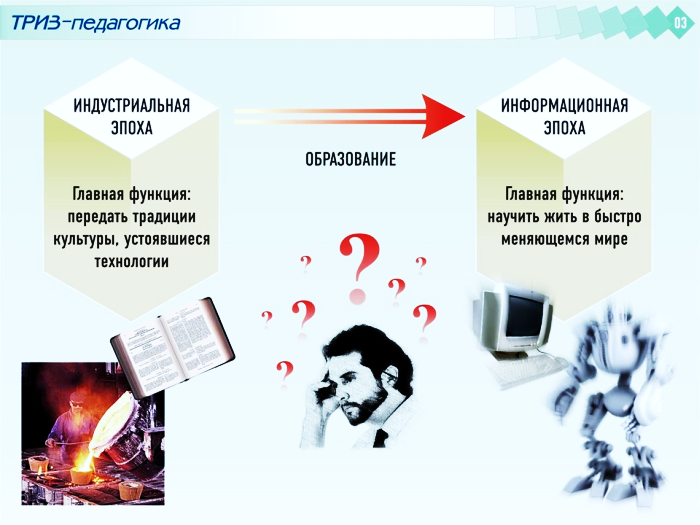 ТРИЗ-педагогика
03
ИНДУСТРИАЛЬНАЯ
ЭПОХА
Главная функция:
передать традиции
культуры, устоявшиеся
технологии
ОБРАЗОВАНИЕ
ИНФОРМАЦИОННАЯ
ЭПОХА
Главная функция:
научить жить в быстро
меняющемся мире
? ? ? ? ? ? ? ?